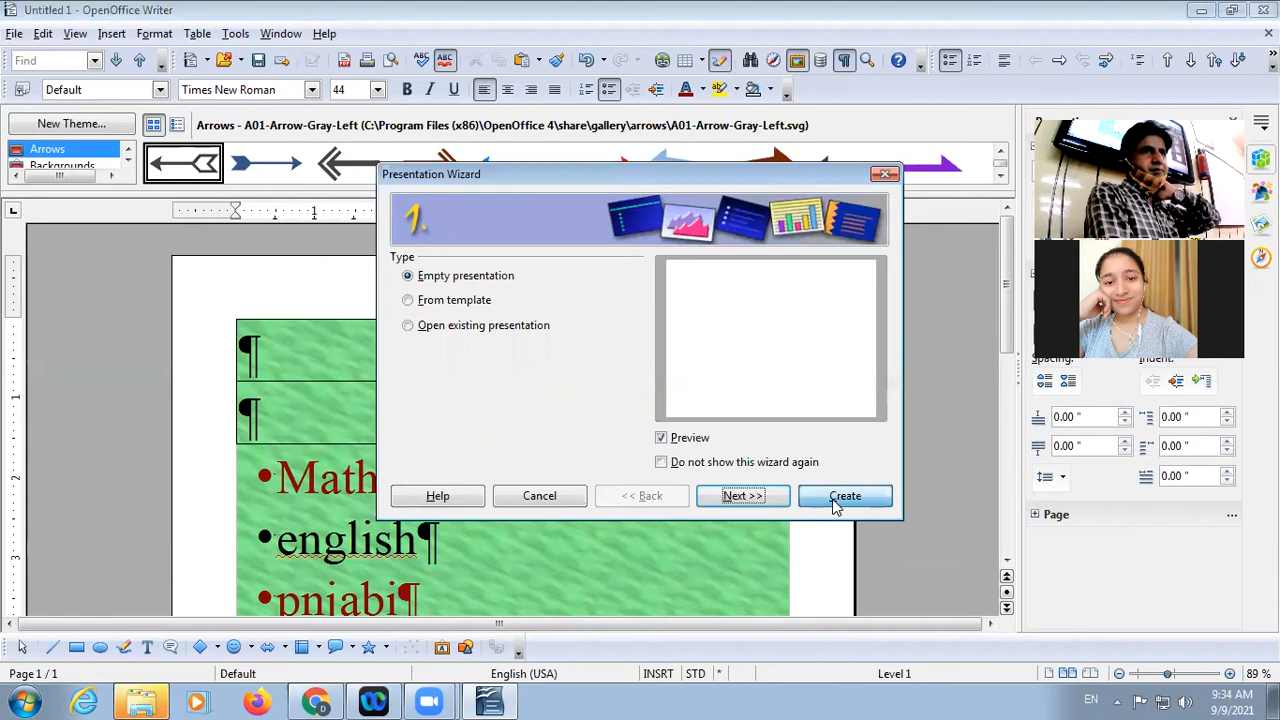 Untitled 1 - OpenOffice Writer
File Edit View Insert Format Table Tools Window Help
Find
Default Times New Roman 44 B I U
New Theme... Arrows - A01-Arrow-Gray-Left (C:\Program Files (x86)\OpenOffice 4\share\gallery\arrows\A01-Arrow-Gray-Left.svg)
Arrows
Backgrounds
Presentation Wizard
1.
Type
Empty presentation
From template
Open existing presentation
Preview
Do not show this wizard again
Help Cancel << Back Next >> Create
•Math
•english¶
•pnjabi¶
Spacing: Indent:
0.00 " 0.00 "
0.00 " 0.00 "
0.00 "
Page
Page 1 / 1 Default English (USA) INSRT STD * Level 1 89 %
EN 9:34 AM
9/9/2021